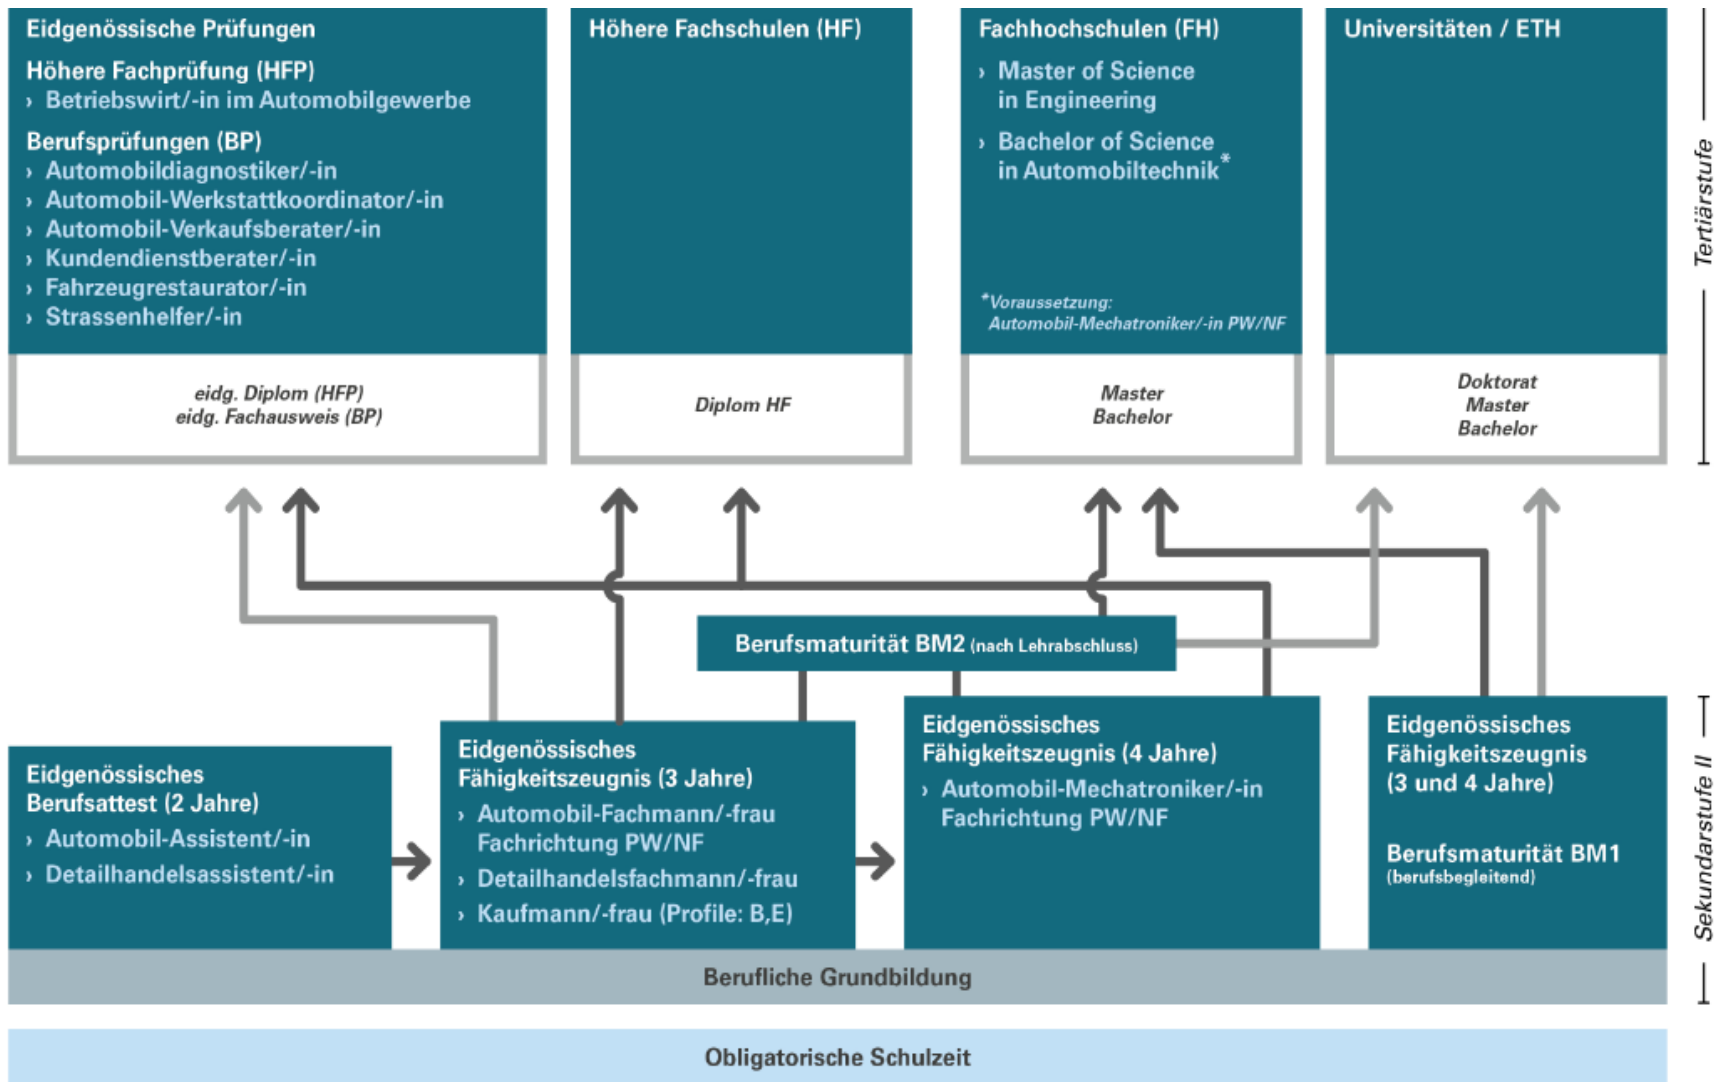 Eidgenössische Prüfungen
Höhere Fachprüfung (HFP)
› Betriebswirt/-in im Automobilgewerbe
Berufsprüfungen (BP)
› Automobildiagnostiker/-in
› Automobil-Werkstattkoordinator/-in
› Automobil-Verkaufsberater/-in
› Kundendienstberater/-in
› Fahrzeugrestaurator/-in
› Strassenhelfer/-in
eidg. Diplom (HFP)
eidg. Fachausweis (BP)
Höhere Fachschulen (HF)
Diplom HF
Fachhochschulen (FH)
› Master of Science
in Engineering
› Bachelor of Science
in Automobiltechnik*
*Voraussetzung:
Automobil-Mechatroniker/-in PW/NF
Master
Bachelor
Universitäten / ETH
Doktorat
Master
Bachelor
Tertiärstufe
Berufsmaturität BM2 (nach Lehrabschluss)
Eidgenössisches
Berufsattest (2 Jahre)
› Automobil-Assistent/-in
› Detailhandelsassistent/-in
Eidgenössisches
Fähigkeitszeugnis (3 Jahre)
› Automobil-Fachmann/-frau
Fachrichtung PW/NF
› Detailhandelsfachmann/-frau
› Kaufmann/-frau (Profile: B,E)
Eidgenössisches
Fähigkeitszeugnis (4 Jahre)
› Automobil-Mechatroniker/-in
Fachrichtung PW/NF
Eidgenössisches
Fähigkeitszeugnis
(3 und 4 Jahre)
Berufsmaturität BM1
(berufsbegleitend)
Sekundarstufe II
Berufliche Grundbildung
Obligatorische Schulzeit